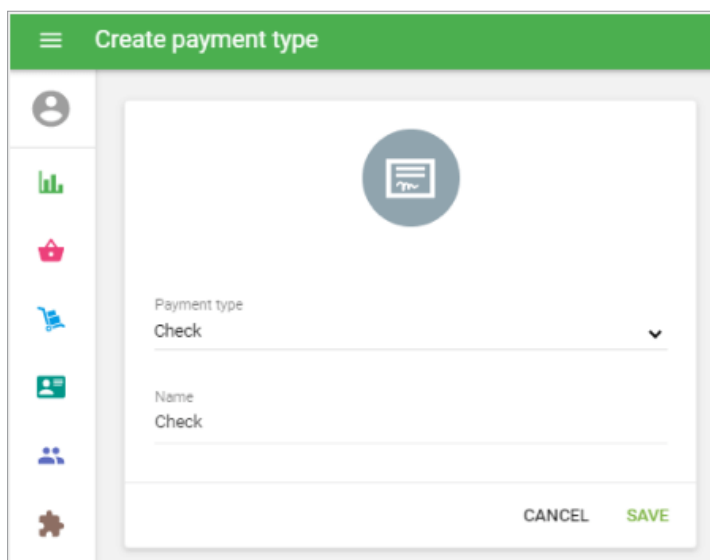 Create payment type
Payment type
Check
Name
Check
CANCEL SAVE